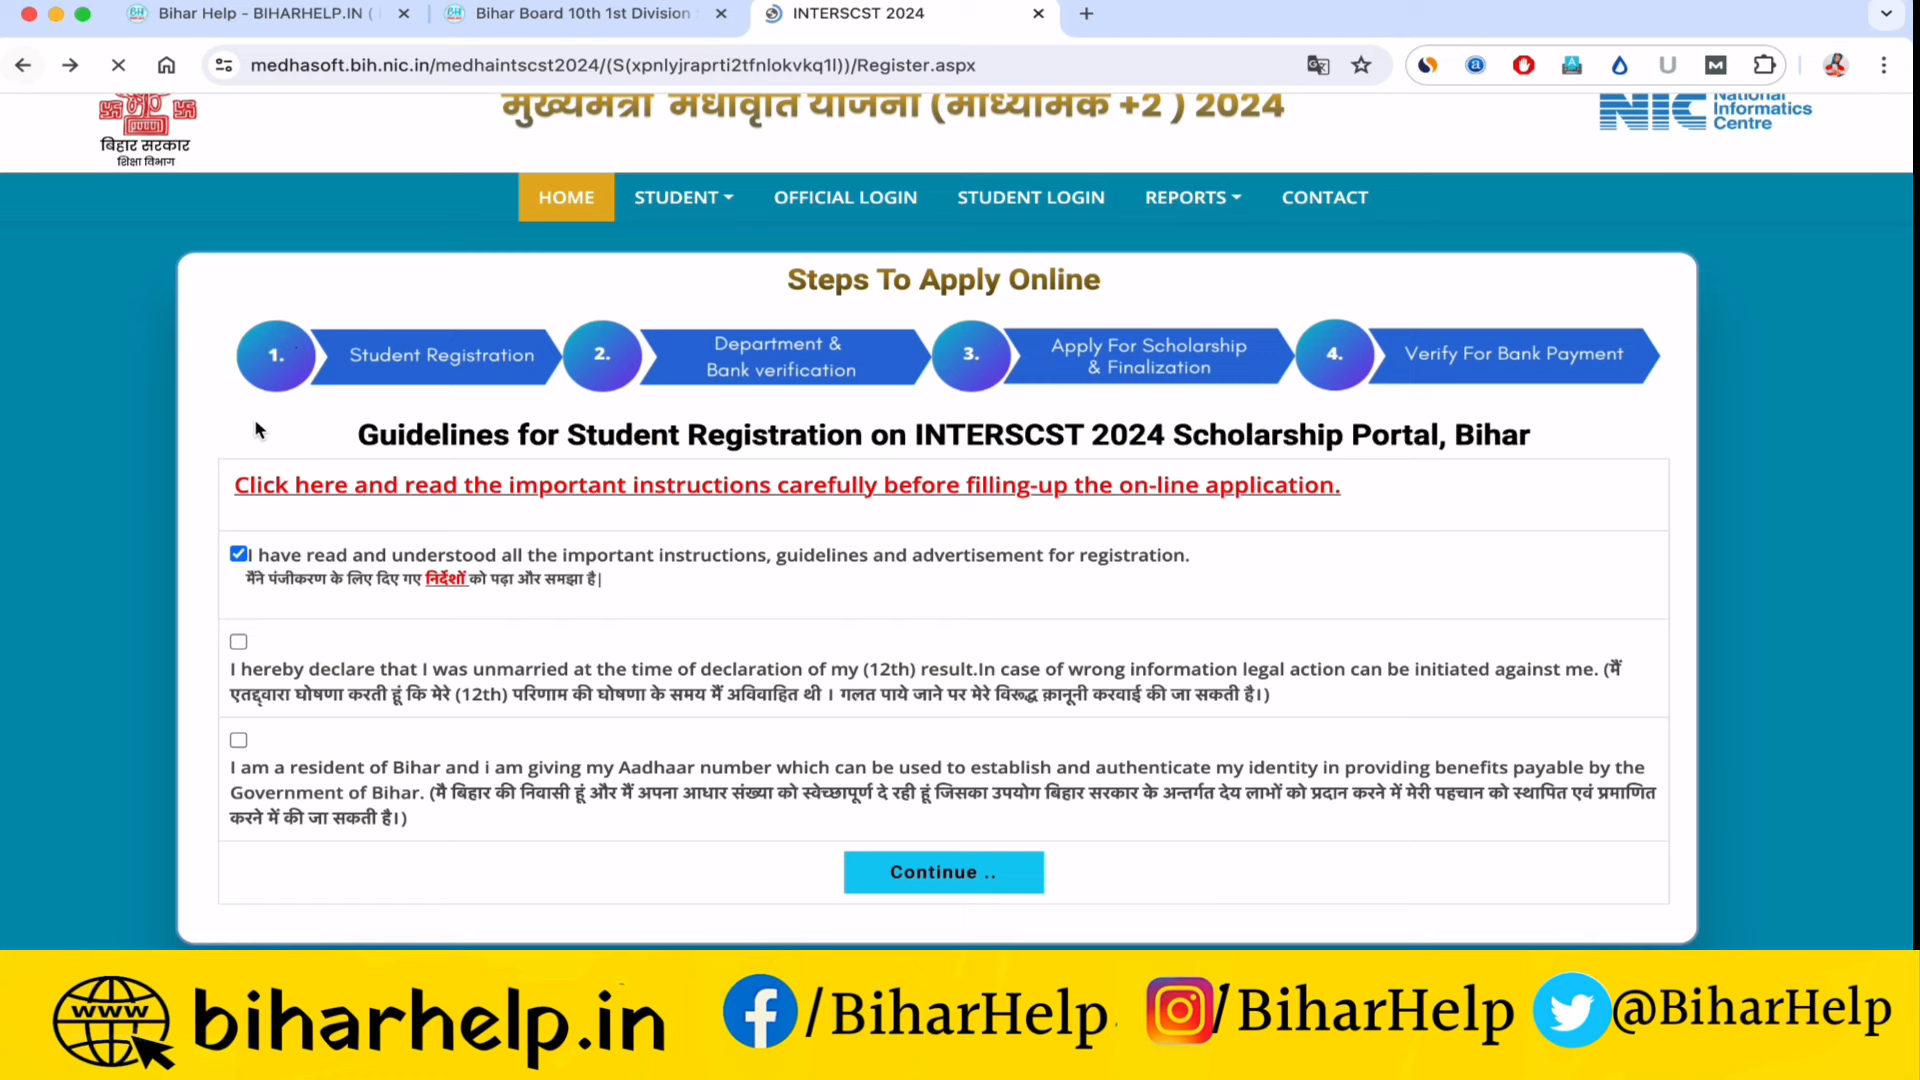 Bihar Help - BIHARHELP.IN (
Bihar Board 10th 1st Division
INTERSCST 2024
medhasoft.bih.nic.in/medhaintscst2024/(S(xpnlyjraprti2tfnlokvkq1l))/Register.aspx
बिहार सरकार
शिक्षा विभाग
मुख्यमंत्री मेधावृति योजना (माध्यमिक +2 ) 2024
NIC National
Informatics
Centre
HOME
STUDENT
OFFICIAL LOGIN
STUDENT LOGIN
REPORTS
CONTACT
Steps To Apply Online
1. Student Registration
2. Department &
Bank verification
3. Apply For Scholarship
& Finalization
4. Verify For Bank Payment
Guidelines for Student Registration on INTERSCST 2024 Scholarship Portal, Bihar
Click here and read the important instructions carefully before filling-up the on-line application.
I have read and understood all the important instructions, guidelines and advertisement for registration.
मैंने पंजीकरण के लिए दिए गए निर्देशों को पढ़ा और समझा है|
I hereby declare that I was unmarried at the time of declaration of my (12th) result.In case of wrong information legal action can be initiated against me. (मैं
एतद्द्वारा घोषणा करती हूं कि मेरे (12th) परिणाम की घोषणा के समय मैं अविवाहित थी । गलत पाये जाने पर मेरे विरूद्ध क़ानूनी करवाई की जा सकती है।)
I am a resident of Bihar and i am giving my Aadhaar number which can be used to establish and authenticate my identity in providing benefits payable by the
Government of Bihar. (मै बिहार की निवासी हूं और मैं अपना आधार संख्या को स्वेच्छापूर्ण दे रही हूं जिसका उपयोग बिहार सरकार के अन्तर्गत देय लाभों को प्रदान करने में मेरी पहचान को स्थापित एवं प्रमाणित
करने में की जा सकती है।)
Continue ..
www
biharhelp.in
/BiharHelp
/BiharHelp
@BiharHelp